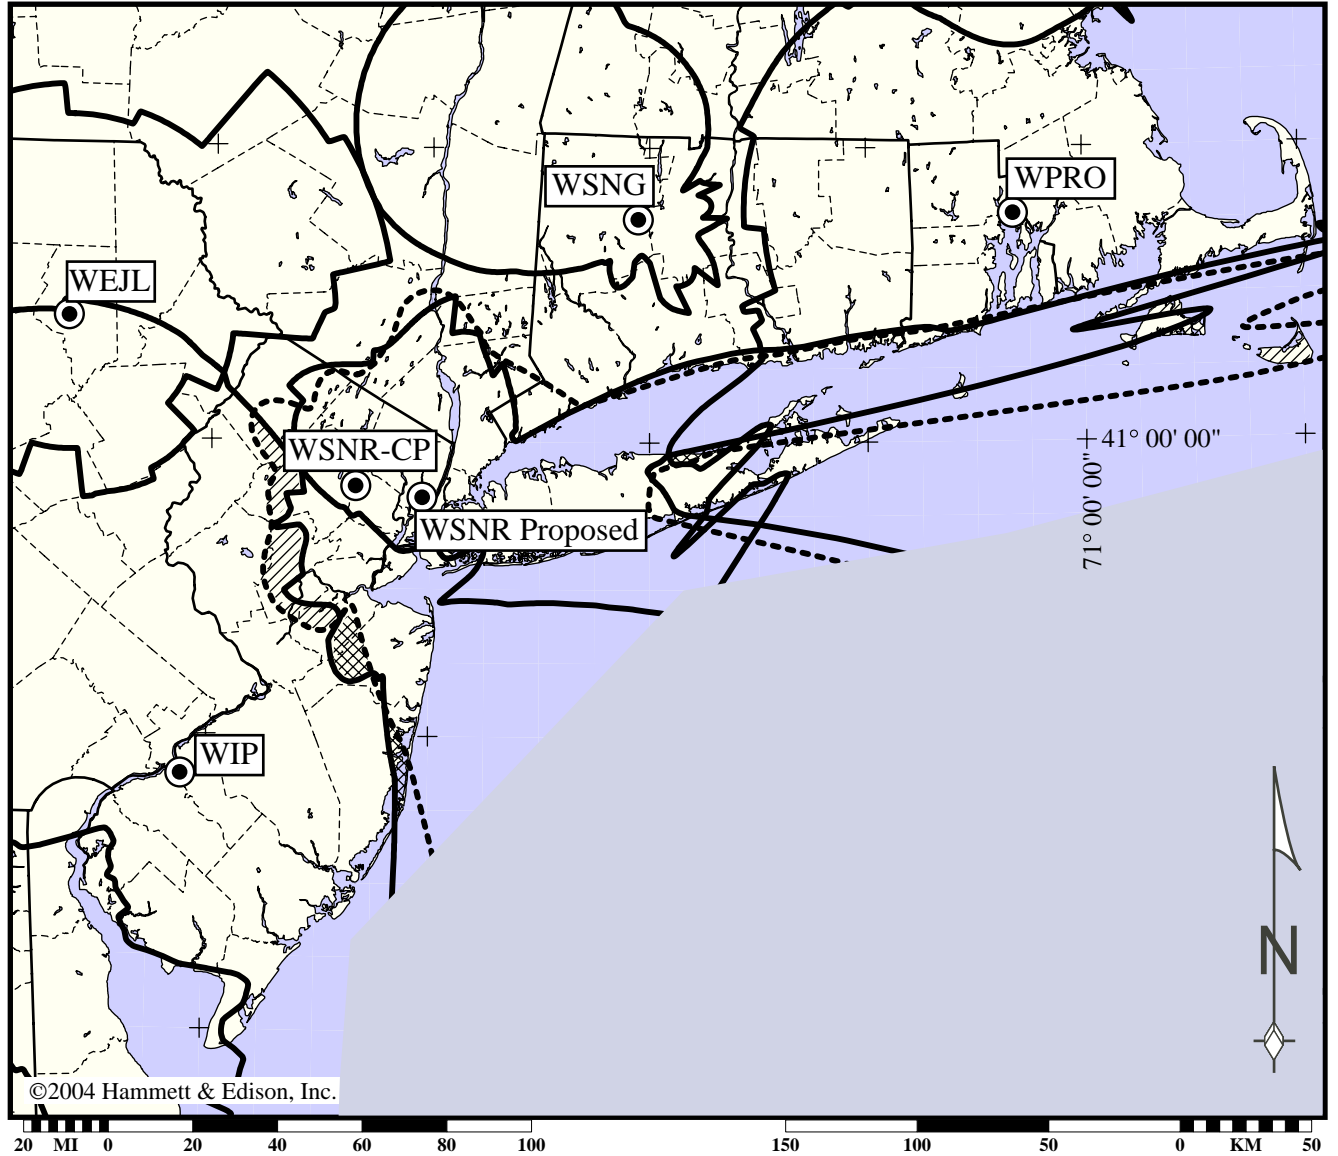 WSNG
WPRO
WEJL
WSNR-CP
41° 00' 00"
71° 00' 00"
WSNR Proposed
WIP
N
©2004 Hammett & Edison, Inc.
20 MI 0 20 40 60 80 100 150 100 50 0 KM 50